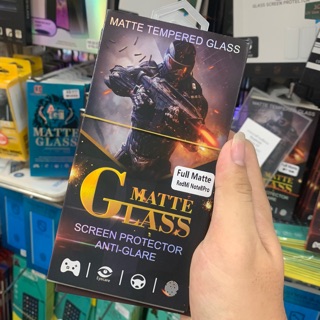 MATTE TEMPERED GLASS
Full Matte
RedMi Note8Pro
MATTE
GLASS
SCREEN PROTECTOR
ANTI-GLARE
MATTE
GLASS